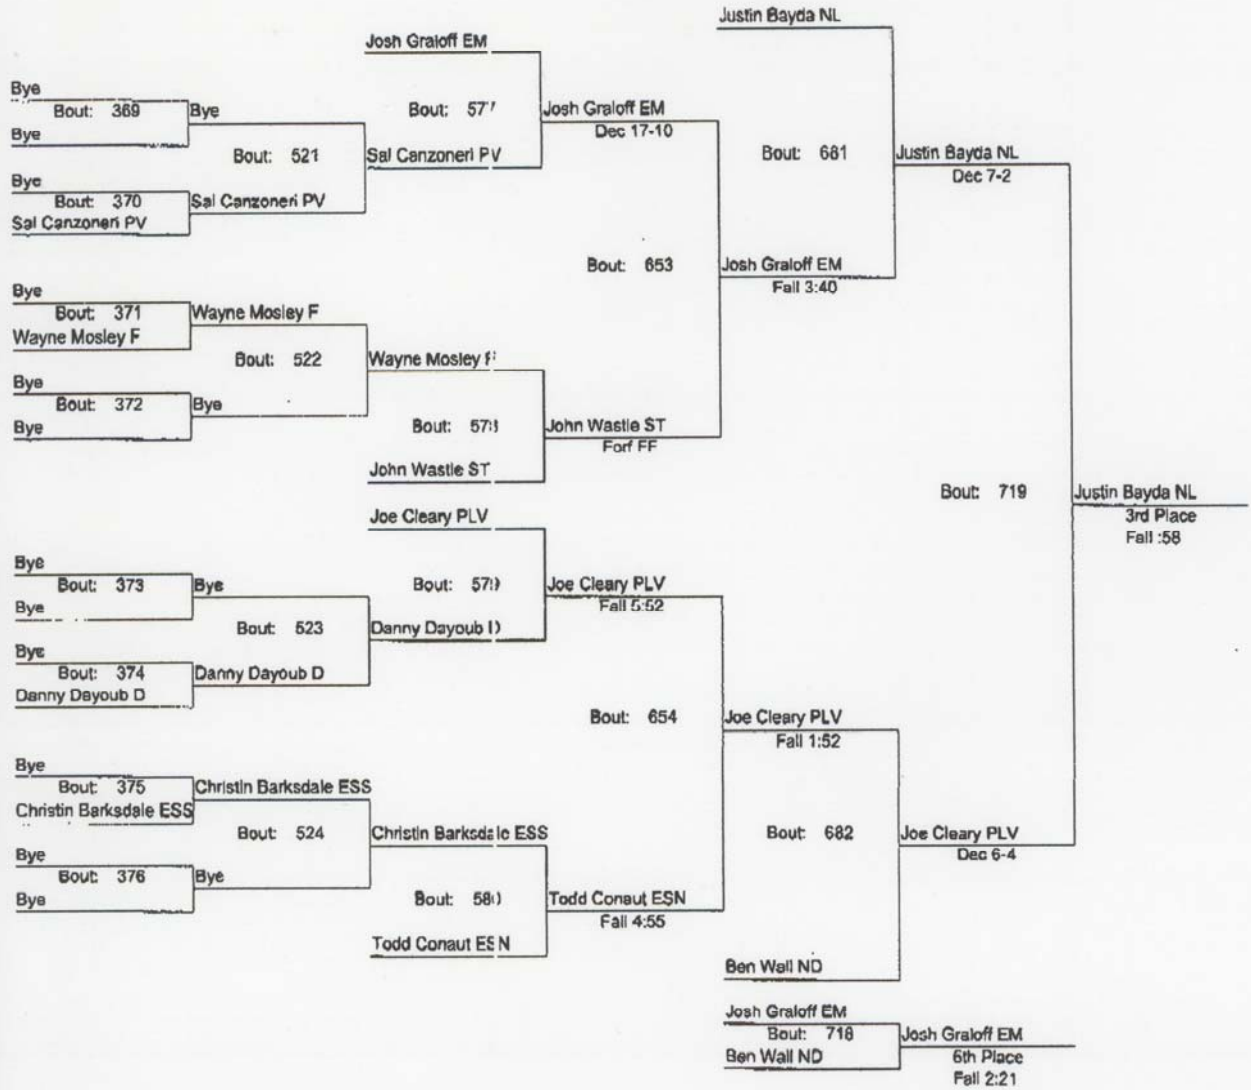 Justin Bayda NL
Josh Graloff EM
Bye
Bout: 369
Bye
Bye
Bout: 577
Josh Graloff EM
Dec 17-10
Bout: 521
Sal Canzoneri PV
Bout: 681
Justin Bayda NL
Dec 7-2
Bye
Bout: 370
Sal Canzoneri PV
Sal Canzoneri PV
Bout: 653
Josh Graloff EM
Fall 3:40
Bye
Bout: 371
Wayne Mosley F
Wayne Mosley F
Bout: 522
Wayne Mosley F
Bye
Bout: 372
Bye
Bye
Bout: 578
John Wastle ST
Forf FF
John Wastle ST
Bout: 719
Justin Bayda NL
3rd Place
Fall :58
Joe Cleary PLV
Bye
Bout: 373
Bye
Bye
Bout: 579
Joe Cleary PLV
Fall 5:52
Bout: 523
Danny Dayoub D
Bye
Bout: 374
Danny Dayoub D
Danny Dayoub D
Bout: 654
Joe Cleary PLV
Fall 1:52
Bye
Bout: 375
Christin Barksdale ESS
Christin Barksdale ESS
Bout: 524
Christin Barksdale ESS
Bout: 682
Joe Cleary PLV
Dec 6-4
Bye
Bout: 376
Bye
Bye
Bout: 580
Todd Conaut ESN
Fall 4:55
Todd Conaut ESN
Ben Wall ND
Josh Graloff EM
Bout: 718
Josh Graloff EM
Ben Wall ND
6th Place
Fall 2:21